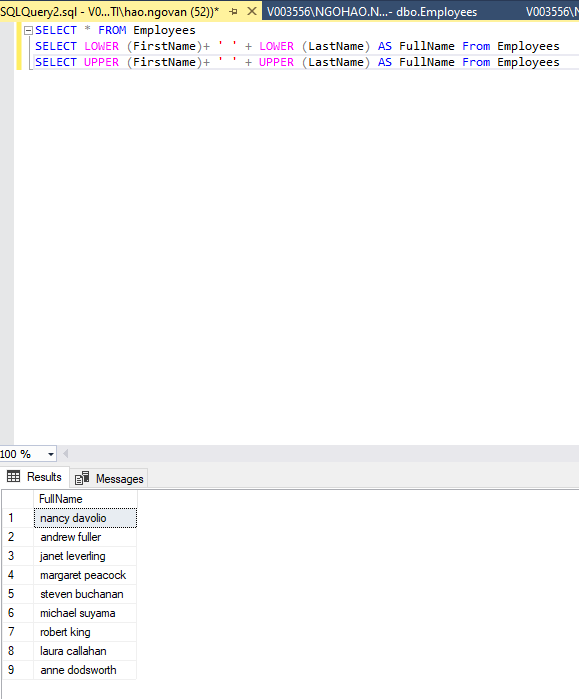 SQLQuery2.sql - V0...TI\hao.ngovan (52))* V003556\NGOHAO.N...- dbo.Employees V003556\N
SELECT * FROM Employees
SELECT LOWER (FirstName)+ ' ' + LOWER (LastName) AS FullName From Employees
SELECT UPPER (FirstName)+ ' ' + UPPER (LastName) AS FullName From Employees
100 %
Results Messages
FullName
1 nancy davolio
2 andrew fuller
3 janet leverling
4 margaret peacock
5 steven buchanan
6 michael suyama
7 robert king
8 laura callahan
9 anne dodsworth